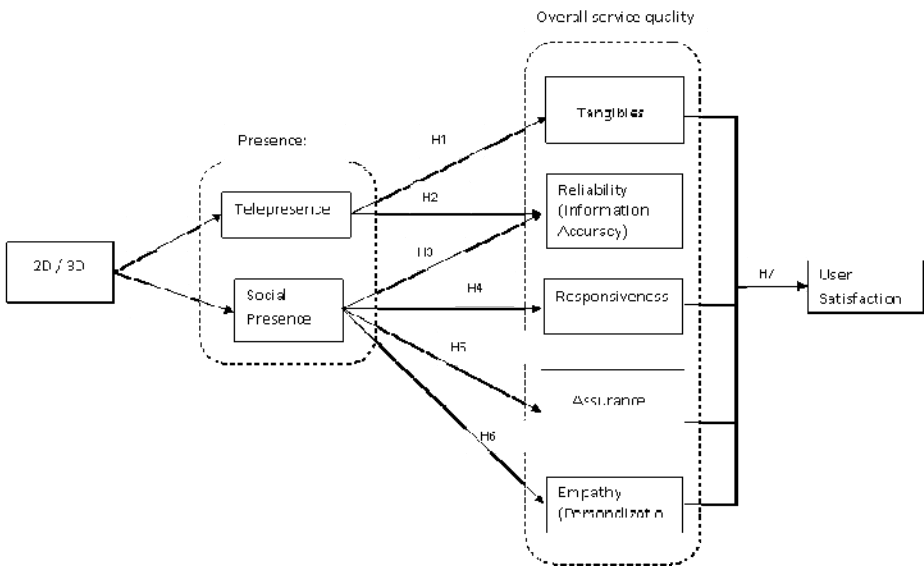 Overall service quality
Presence:
2D / 3D
Telepresence
Social
Presence
H1
H2
H3
H4
H5
H6
Tangibles
Reliability
(Information
Accuracy)
Responsiveness
Assurance
Empathy
H7
User
Satisfaction